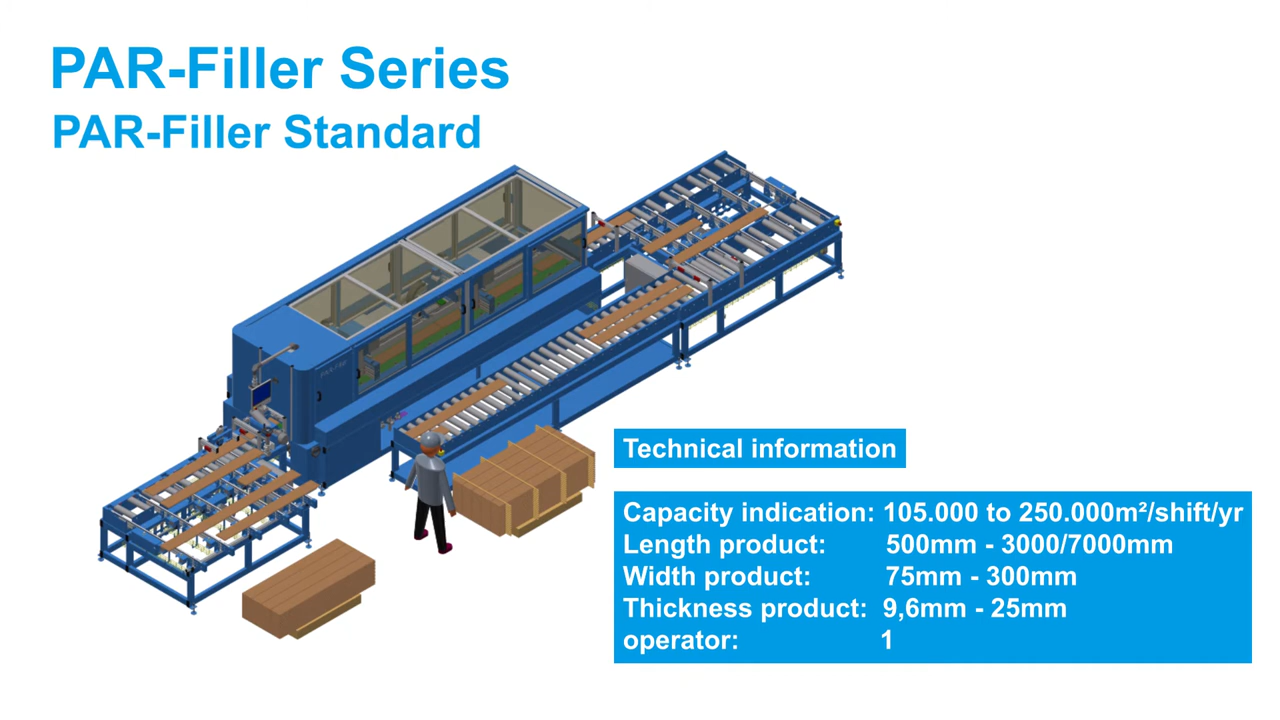 PAR-Filler Series
PAR-Filler Standard
Technical information
Capacity indication: 105.000 to 250.000m²/shift/yr
Length product: 500mm - 3000/7000mm
Width product: 75mm - 300mm
Thickness product: 9,6mm - 25mm
operator: 1